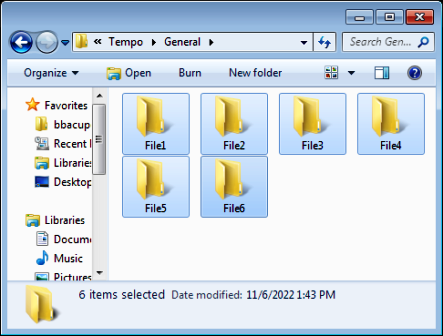 « Tempo General Search Gen...
Organize Open Burn New folder
Favorites
bbacup
Recent
Libraries
Desktop
Libraries
Docum
Music
Pictures
File1 File2 File3 File4
File5 File6
6 items selected Date modified: 11/6/2022 1:43 PM